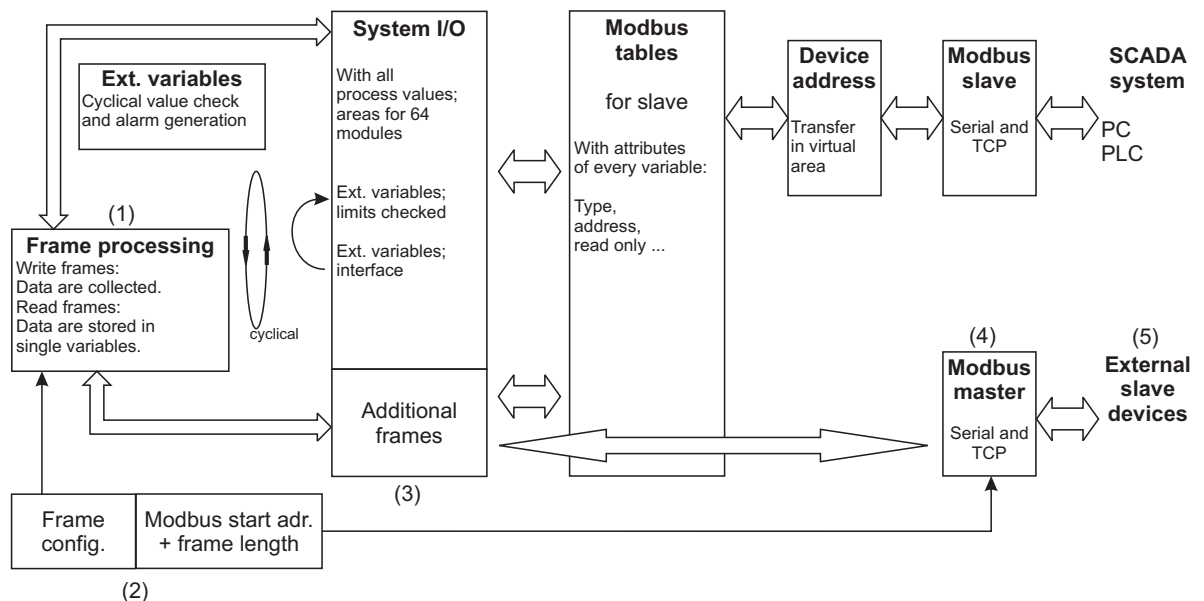 System I/O
With all
process values;
areas for 64
modules
Ext. variables;
limits checked
Ext. variables;
interface
Modbus
tables
for slave
With attributes
of every variable:
Type,
address,
read only ...
Device
address
Transfer
in virtual
area
Modbus
slave
Serial and
TCP
SCADA
system
PC
PLC
Ext. variables
Cyclical value check
and alarm generation
(1)
Frame processing
Write frames:
Data are collected.
Read frames:
Data are stored in
single variables.
cyclical
Additional
frames
(3)
(4)
Modbus
master
Serial and
TCP
(5)
External
slave
devices
Frame
config.
Modbus start adr.
+ frame length
(2)